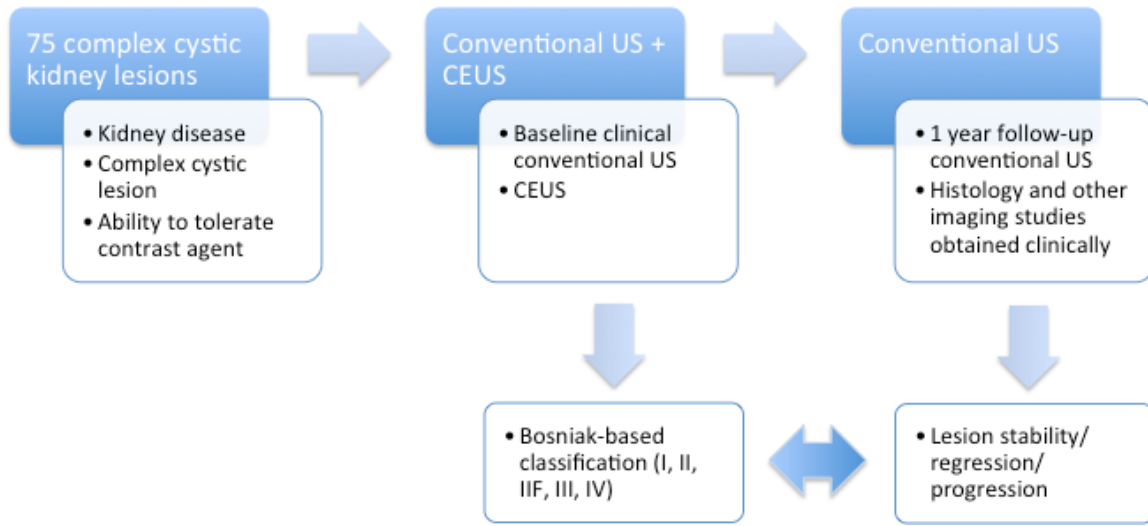 75 complex cystic
kidney lesions
• Kidney disease
• Complex cystic
lesion
• Ability to tolerate
contrast agent
Conventional US +
CEUS
• Baseline clinical
conventional US
• CEUS
Conventional US
• 1 year follow-up
conventional US
• Histology and other
imaging studies
obtained clinically
• Bosniak-based
classification (I, II,
IIF, III, IV)
• Lesion stability/
regression/
progression